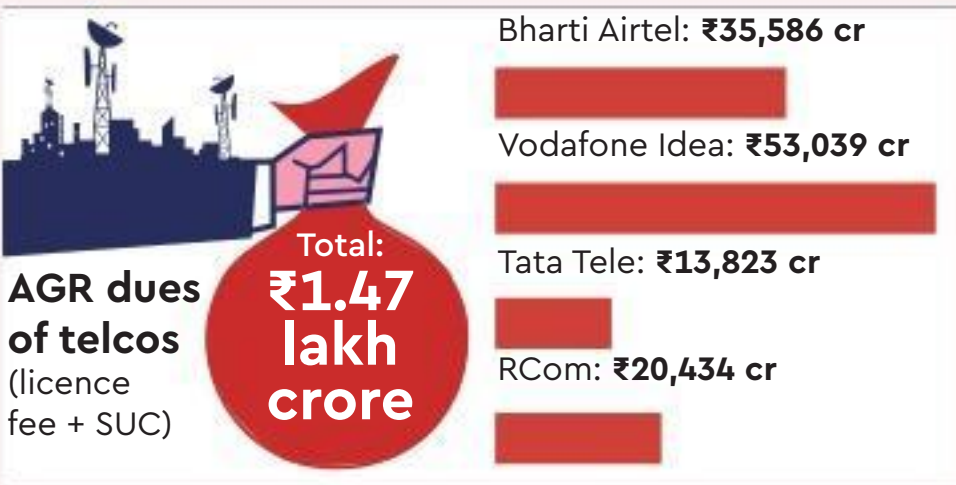 Bharti Airtel: ₹35,586 cr
Vodafone Idea: ₹53,039 cr
Tata Tele: ₹13,823 cr
RCom: ₹20,434 cr
Total:
₹1.47
lakh
crore
AGR dues
of telcos
(licence
fee + SUC)